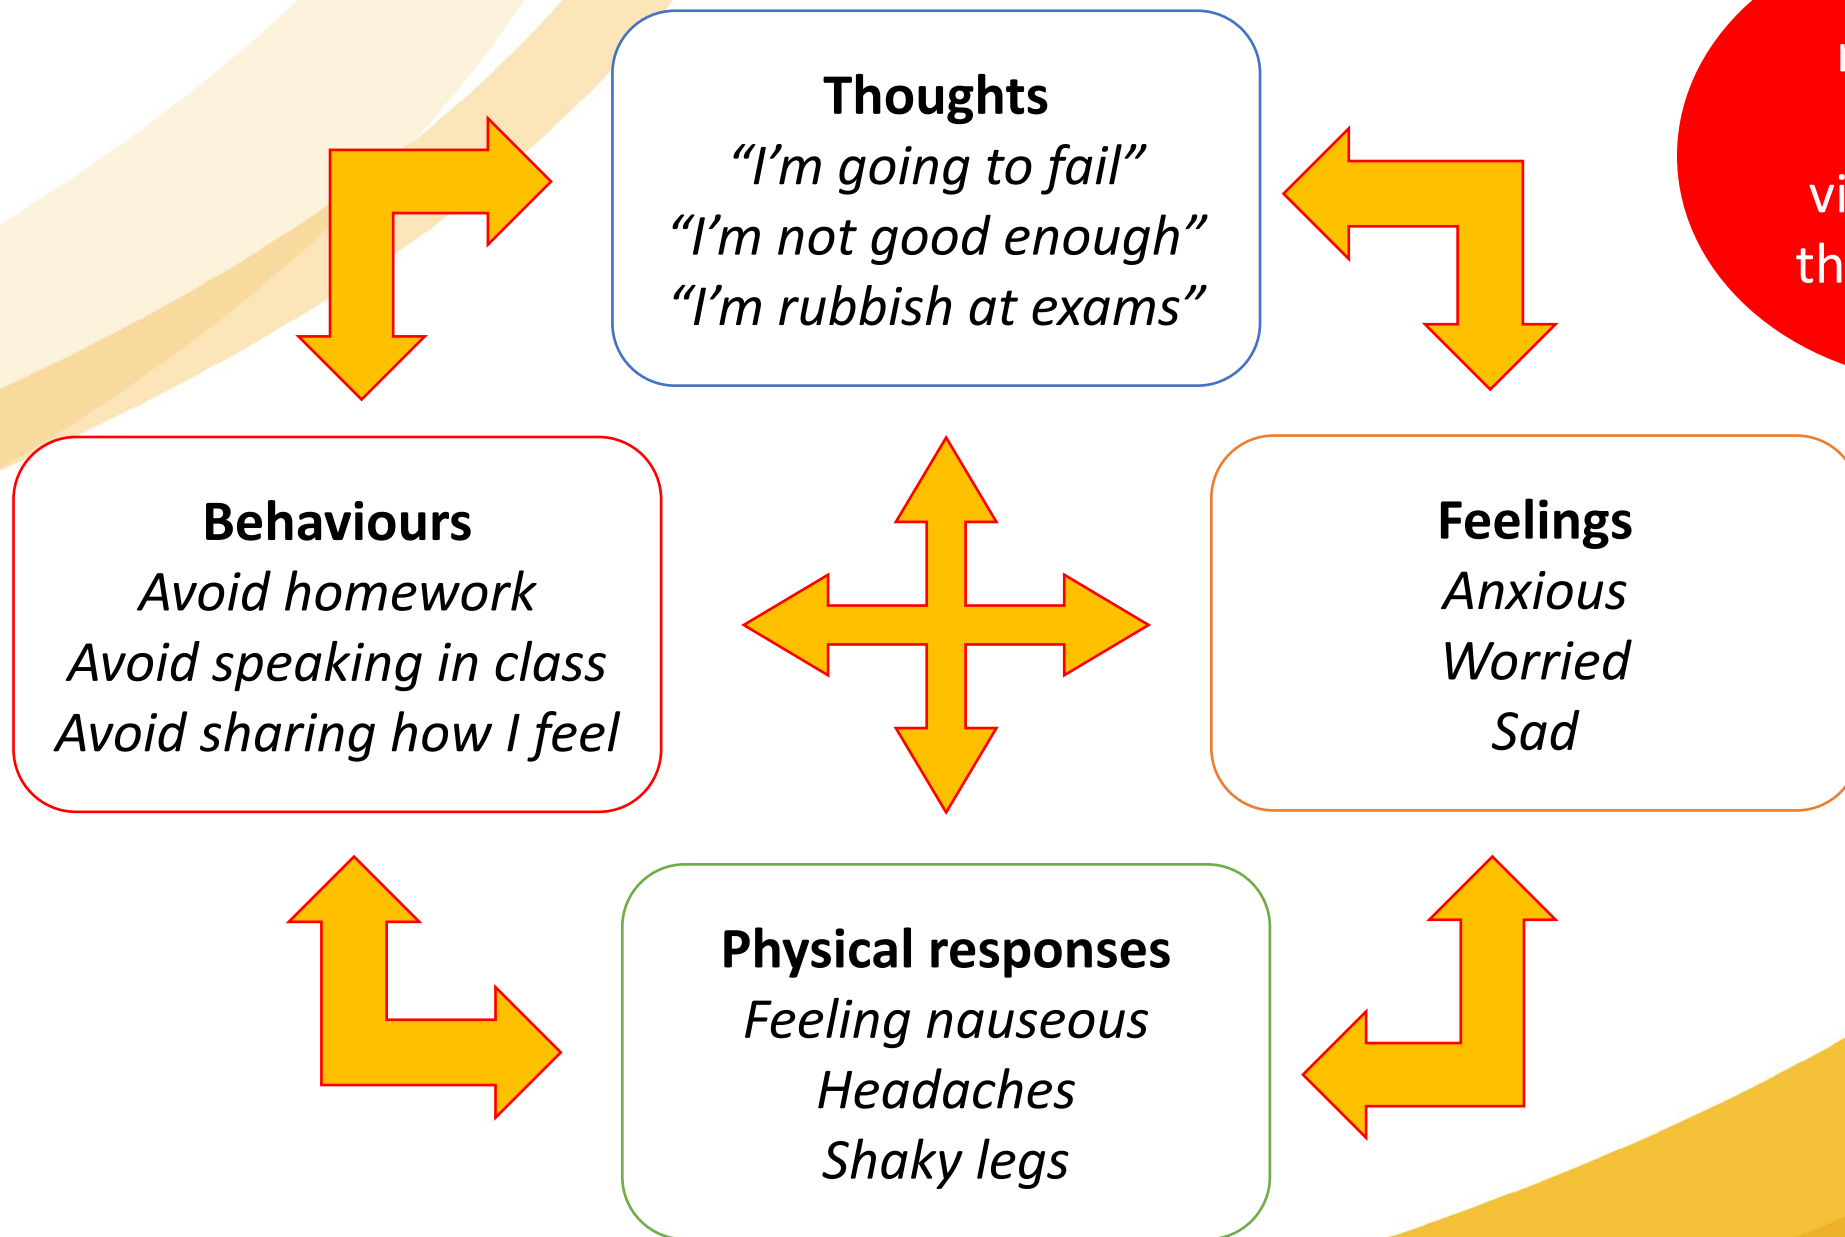 Thoughts
“I’m going to fail”
“I’m not good enough”
“I’m rubbish at exams”
Behaviours
Avoid homework
Avoid speaking in class
Avoid sharing how I feel
Feelings
Anxious
Worried
Sad
Physical responses
Feeling nauseous
Headaches
Shaky legs